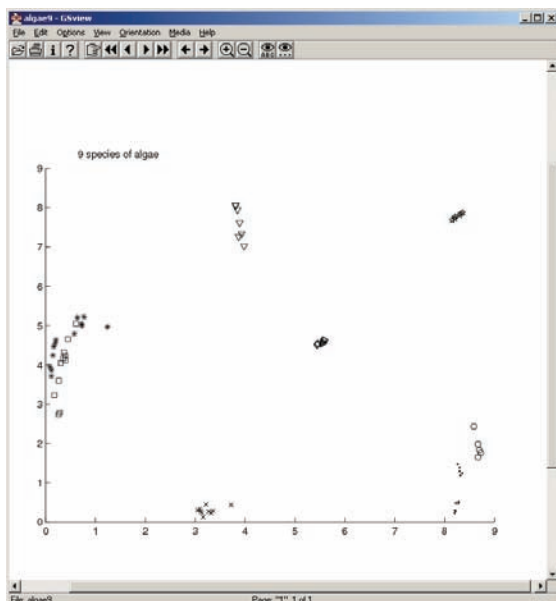 algae9 - GSview
File Edit Options View Orientation Media Help
9 species of algae
9
8
7
6
5
4
3
2
1
0
0 1 2 3 4 5 6 7 8 9
File: algae9 Page: "1" 1 of 1